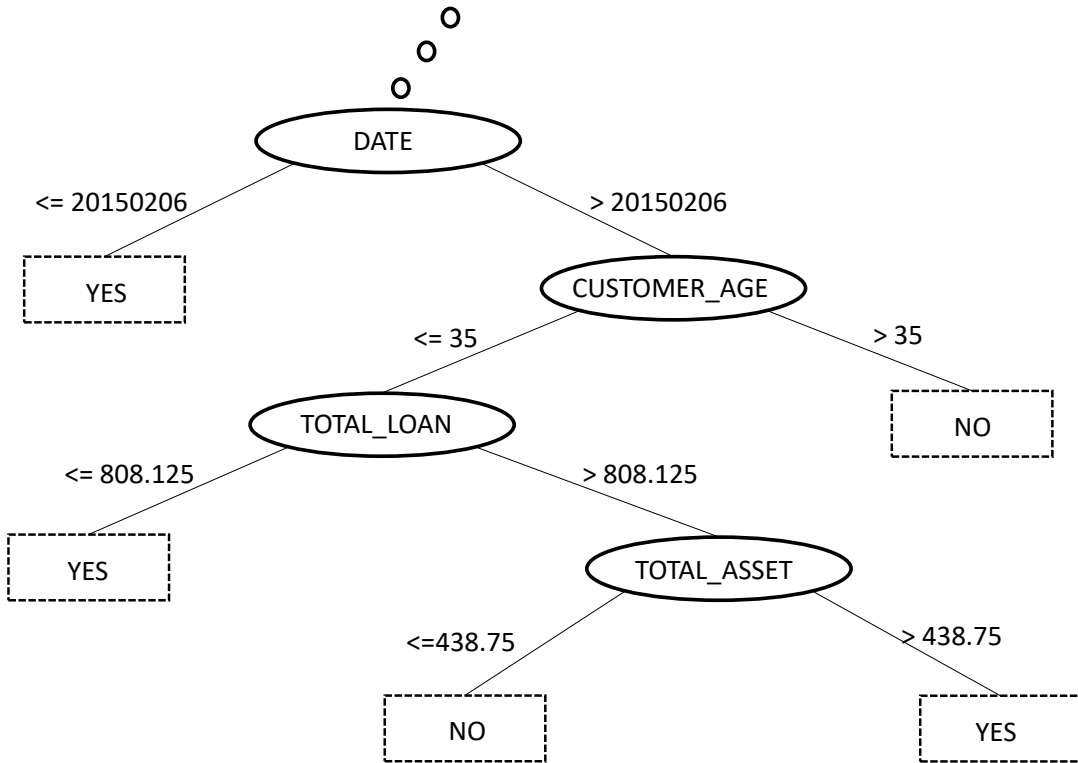 DATE
<= 20150206
> 20150206
YES
CUSTOMER_AGE
<= 35
> 35
TOTAL_LOAN
NO
<= 808.125
> 808.125
YES
TOTAL_ASSET
<=438.75
> 438.75
NO
YES